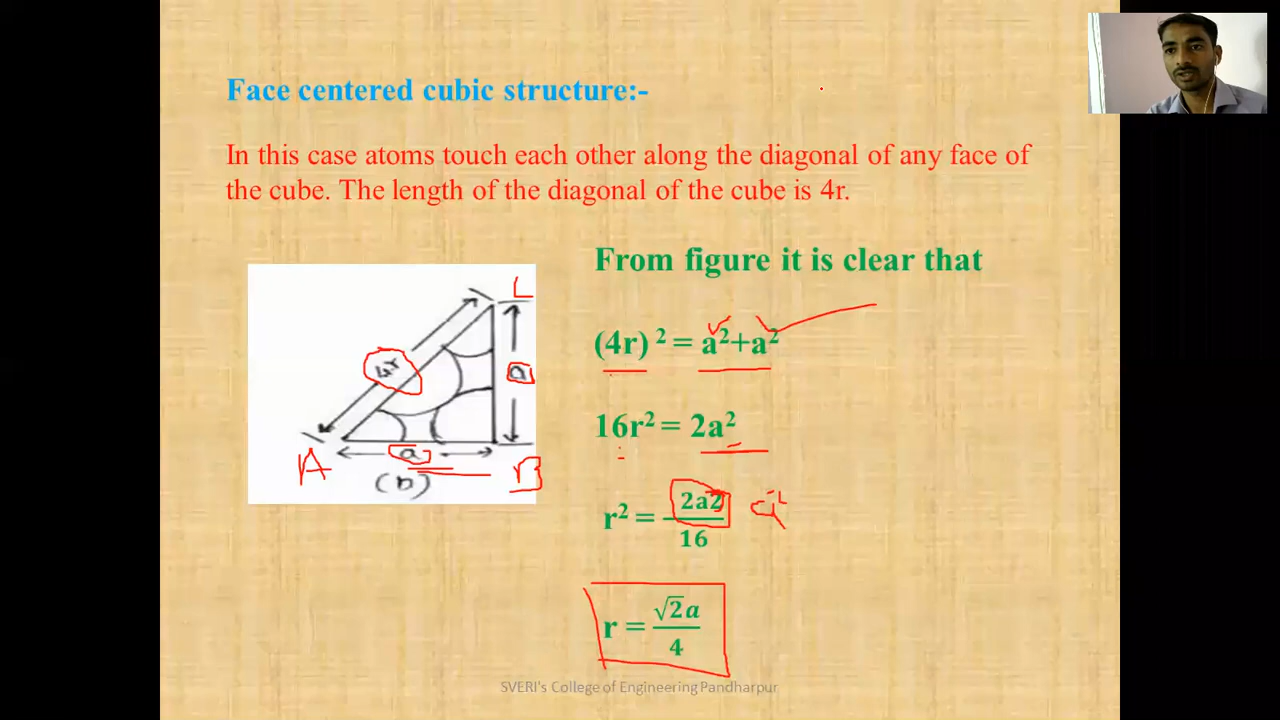 Face centered cubic structure:-
In this case atoms touch each other along the diagonal of any face of
the cube. The length of the diagonal of the cube is 4r.
From figure it is clear that
L
4r
a
A
a
B
(b)
(4r) ² = a²+a²
16r² = 2a²
r² = 2a2/16
a²
r = √2a/4
SVERI's College of Engineering Pandharpur